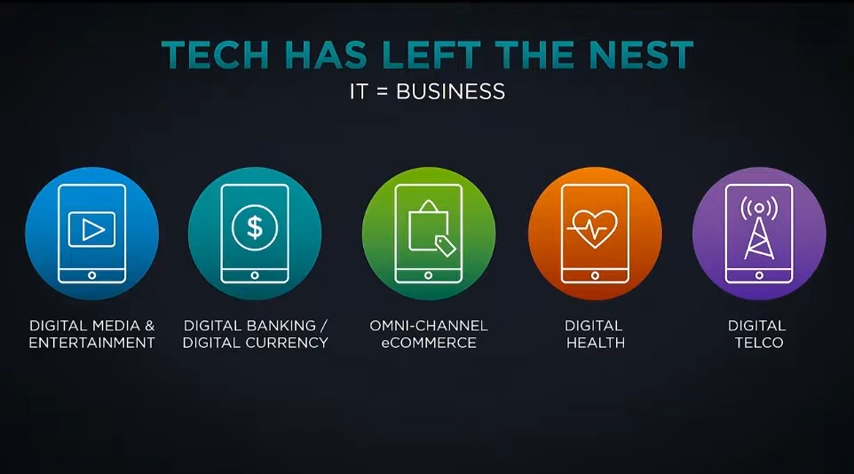 TECH HAS LEFT THE NEST
IT = BUSINESS
$
DIGITAL MEDIA &
ENTERTAINMENT
DIGITAL BANKING /
DIGITAL CURRENCY
OMNI-CHANNEL
eCOMMERCE
DIGITAL
HEALTH
DIGITAL
TELCO